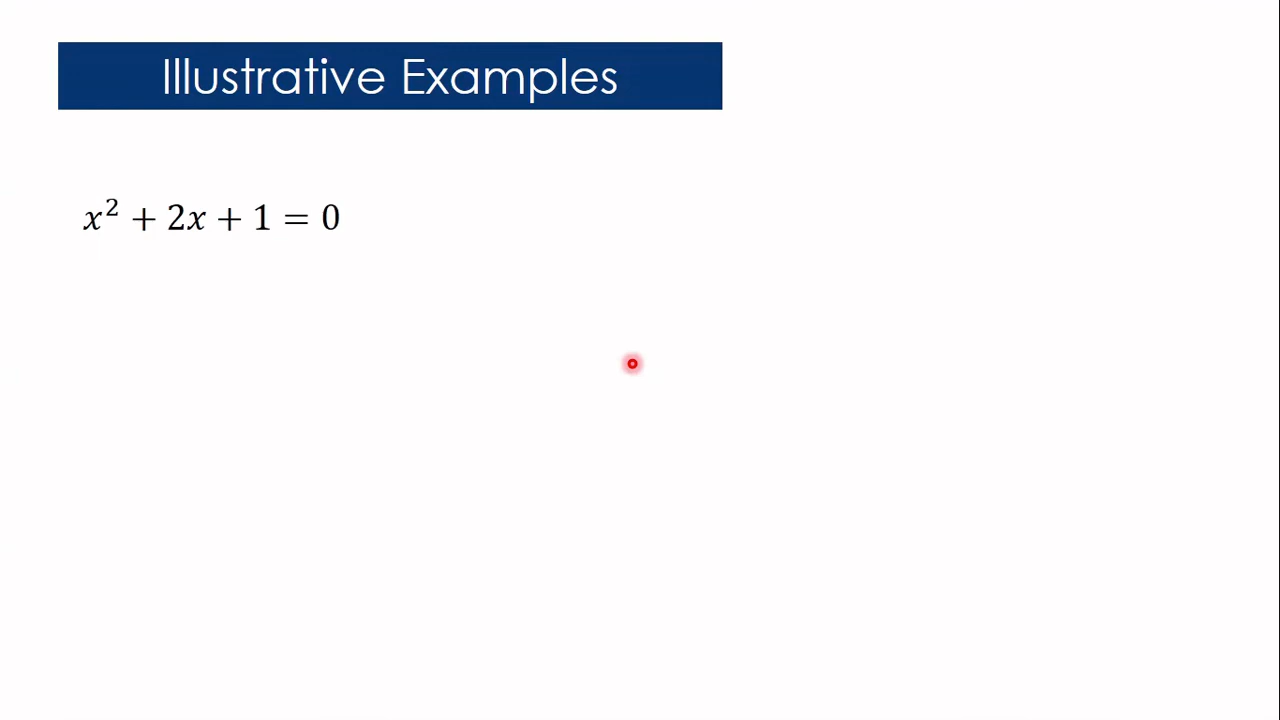 Illustrative Examples
x² + 2x + 1 = 0